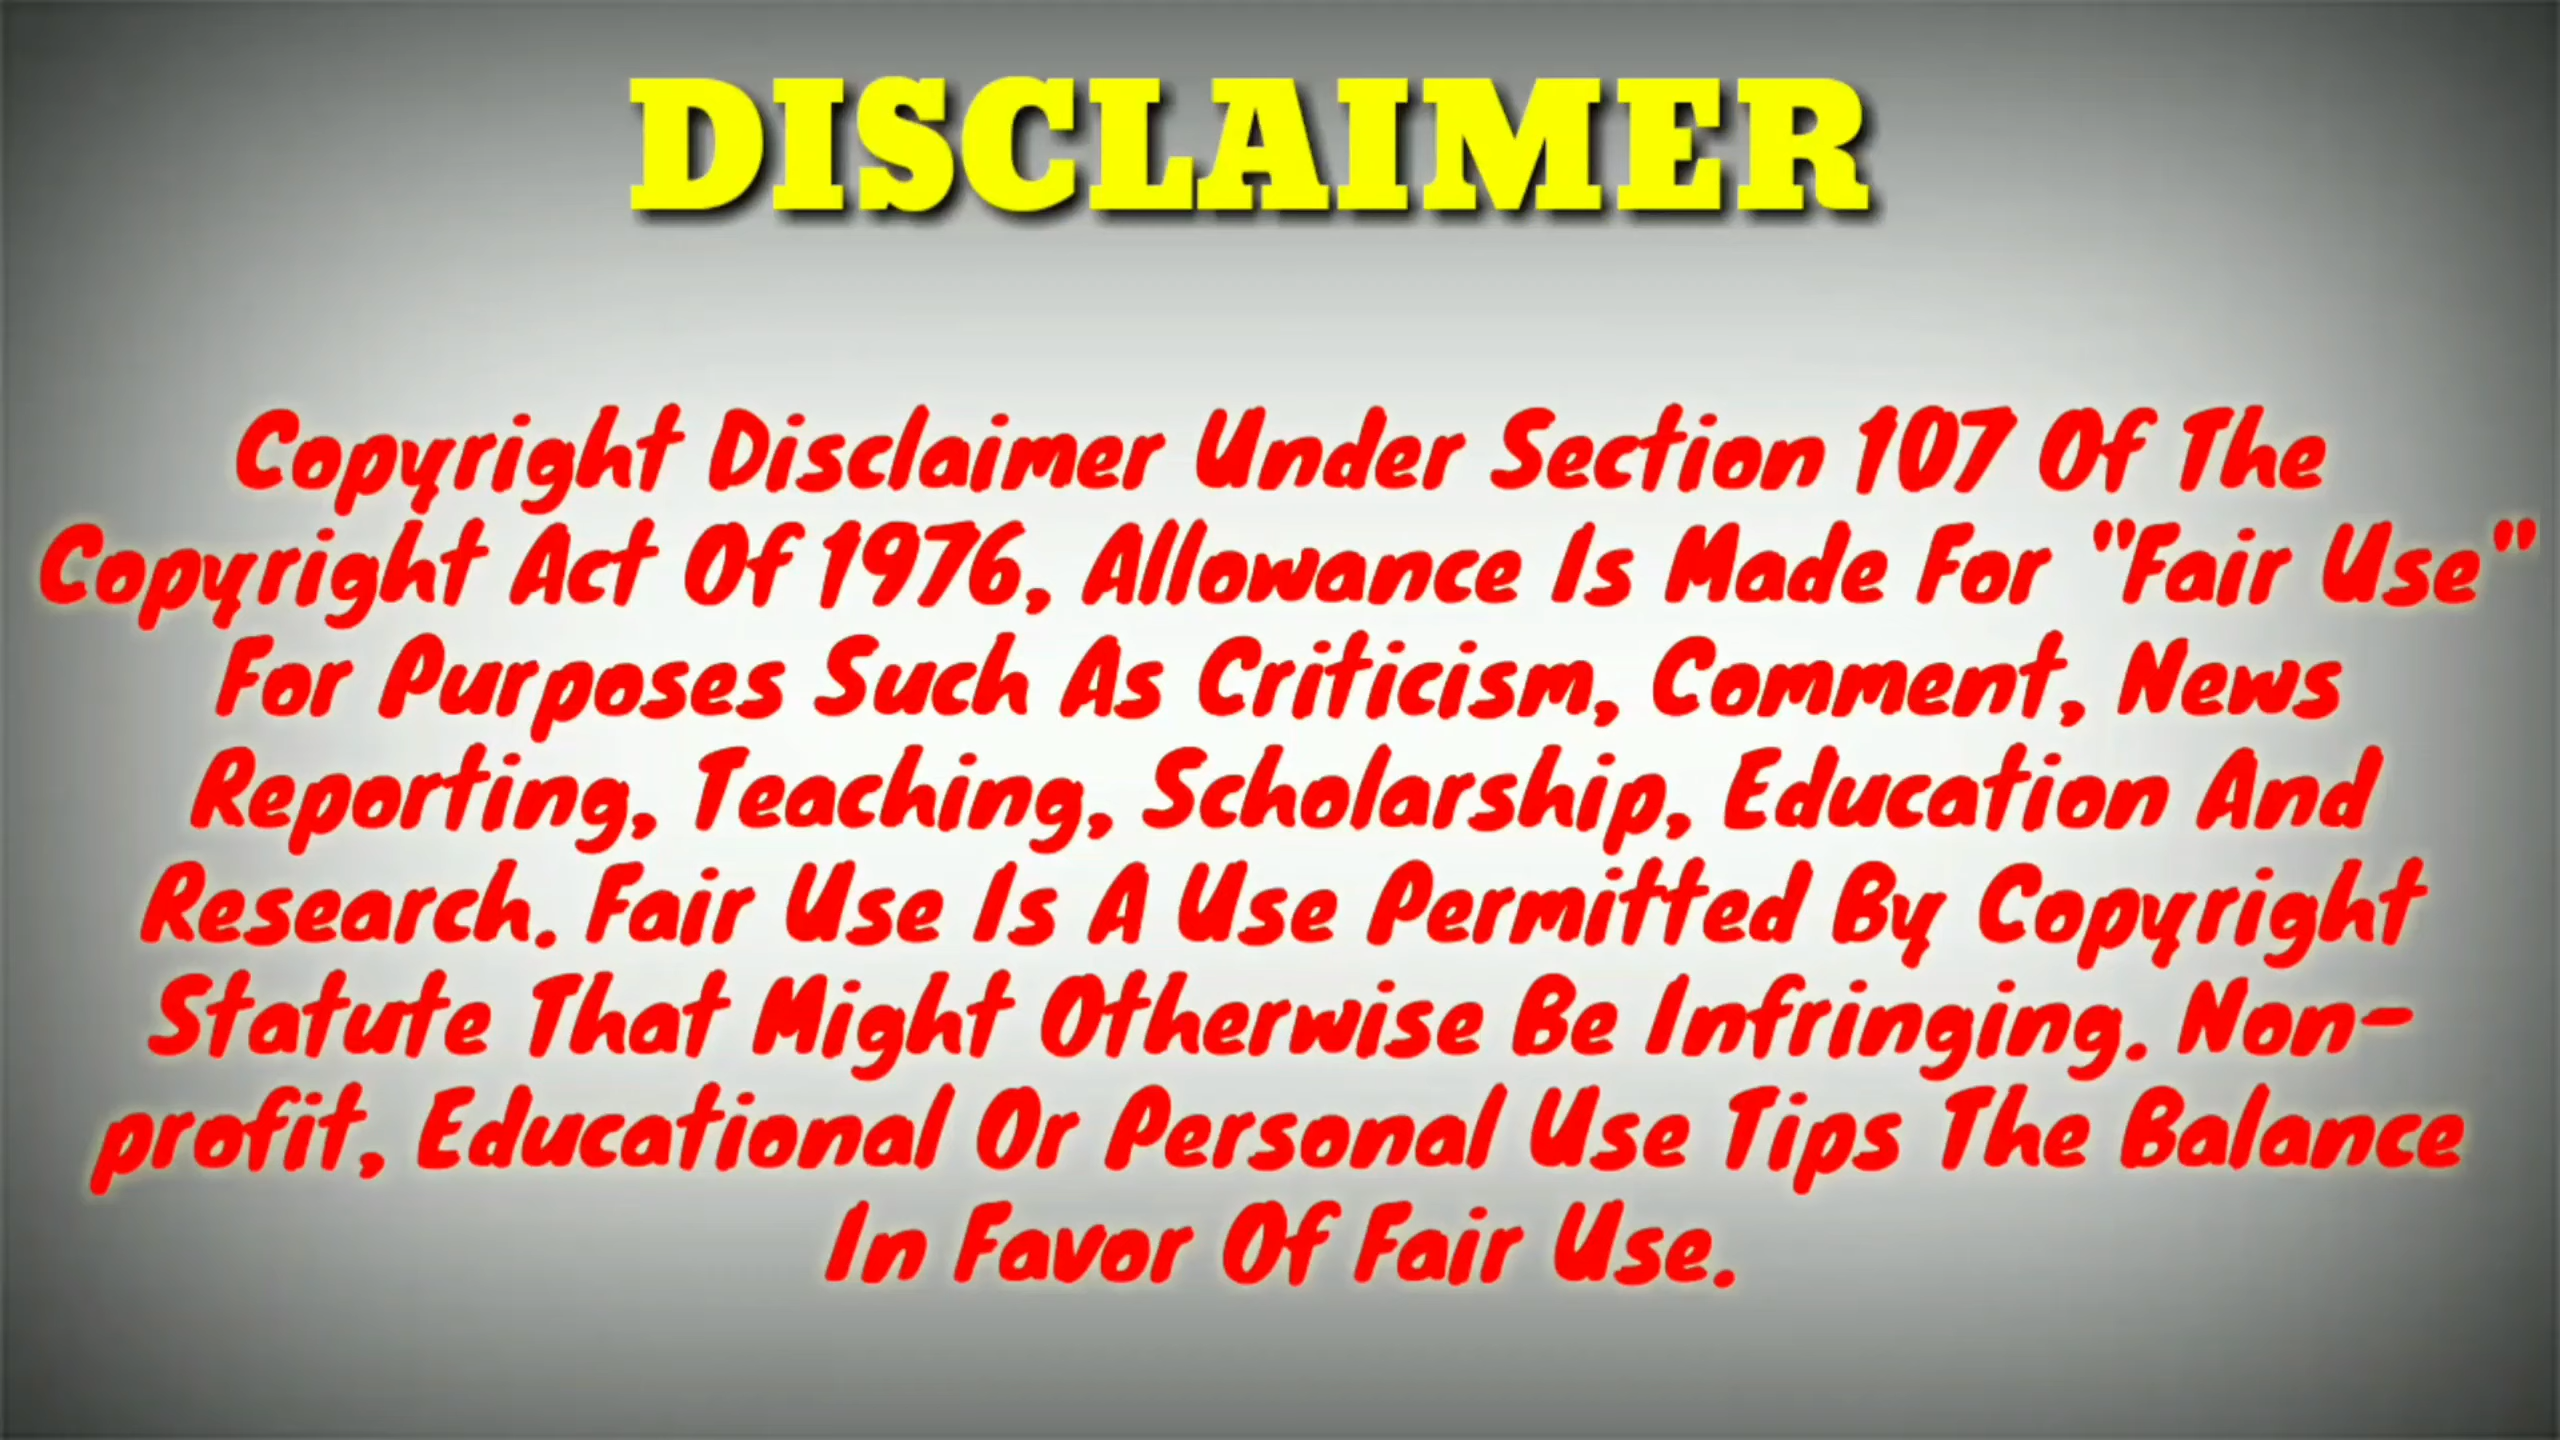 DISCLAIMER
Copyright Disclaimer Under Section 107 Of The
Copyright Act Of 1976, Allowance Is Made For "Fair Use"
For Purposes Such As Criticism, Comment, News
Reporting, Teaching, Scholarship, Education And
Research. Fair Use Is A Use Permitted By Copyright
Statute That Might Otherwise Be Infringing. Non-
profit, Educational Or Personal Use Tips The Balance
In Favor Of Fair Use.